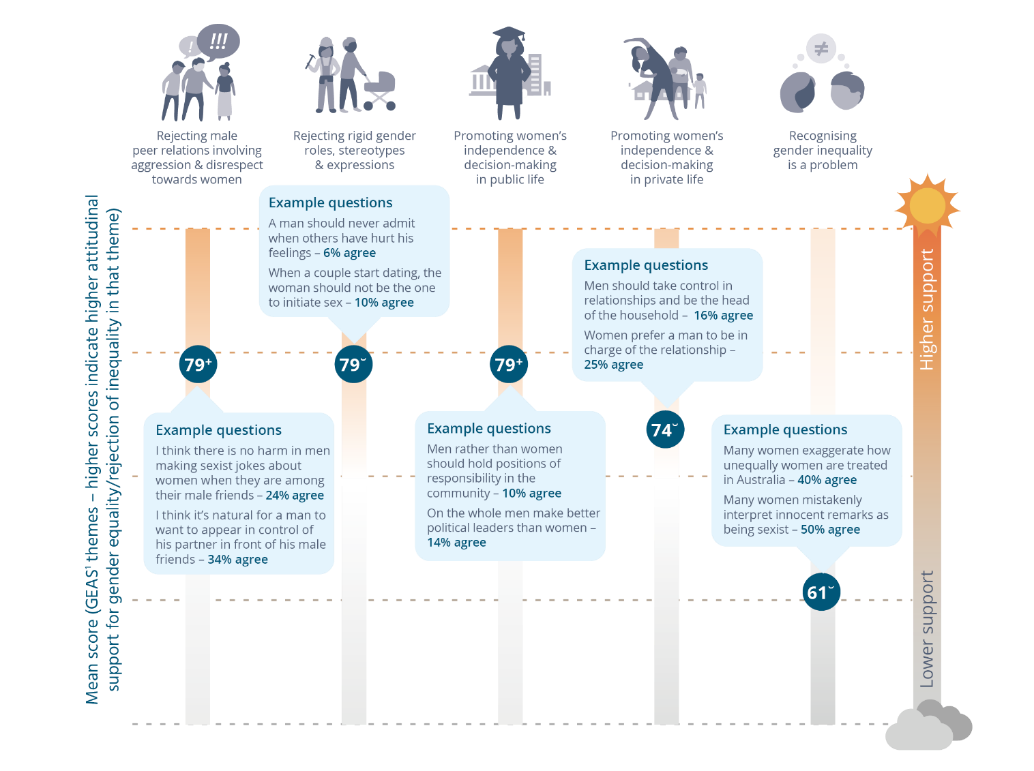 !
!!!
≠
Rejecting male
peer relations involving
aggression & disrespect
towards women
Rejecting rigid gender
roles, stereotypes
& expressions
Promoting women’s
independence &
decision-making
in public life
Promoting women’s
independence &
decision-making
in private life
Recognising
gender inequality
is a problem
Mean score (GEAS¹ themes – higher scores indicate higher attitudinal
support for gender equality/rejection of inequality in that theme)
79+
Example questions
I think there is no harm in men
making sexist jokes about
women when they are among
their male friends – 24% agree
I think it’s natural for a man to
want to appear in control of
his partner in front of his male
friends – 34% agree
Example questions
A man should never admit
when others have hurt his
feelings – 6% agree
When a couple start dating, the
woman should not be the one
to initiate sex – 10% agree
79˘
79+
Example questions
Men rather than women
should hold positions of
responsibility in the
community – 10% agree
On the whole men make better
political leaders than women –
14% agree
Example questions
Men should take control in
relationships and be the head
of the household – 16% agree
Women prefer a man to be in
charge of the relationship –
25% agree
74˘
Example questions
Many women exaggerate how
unequally women are treated
in Australia – 40% agree
Many women mistakenly
interpret innocent remarks as
being sexist – 50% agree
61˘
Higher support
Lower support